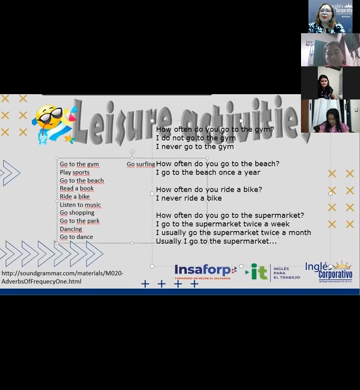 Leisure activities
How often do you go to the gym?
I do not go to the gym
I never go to the gym
Go to the gym
Go surfing
Play sports
Go to the beach
Read a book
Ride a bike
Listen to music
Go shopping
Go to the park
Dancing
Go to dance
How often do you go to the beach?
I go to the beach once a year
How often do you ride a bike?
I never ride a bike
How often do you go to the supermarket?
I go to the supermarket twice a week
I usually go to the supermarket twice a month
Usually I go to the supermarket...
http://soundgrammar.com/materials/M020-
AdverbsOfFrequecyOne.html
Insaforp
it
INGLÉS
PARA EL
TRABAJO
Inglés
Corporativo